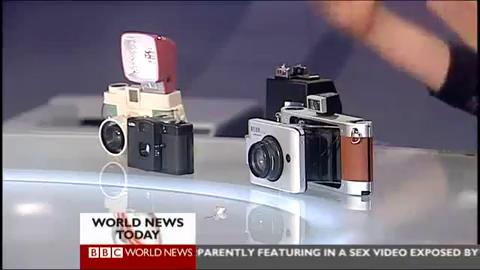 WORLD NEWS
TODAY
BBC WORLD NEWS
PARENTLY FEATURING IN A SEX VIDEO EXPOSED BY